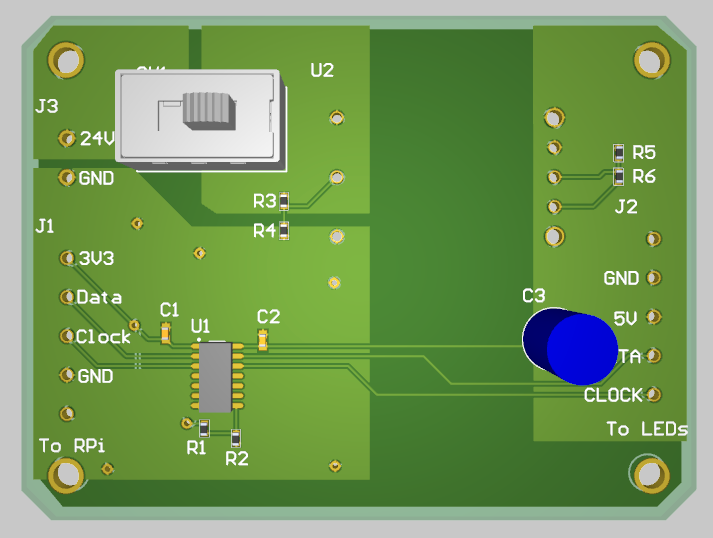 U2
J3
24V
GND
J1
3V3
Data
Clock
GND
To RPi
C1
U1
C2
R3
R4
R1
R2
R5
R6
J2
GND
C3
5V
TA
CLOCK
To LEDs